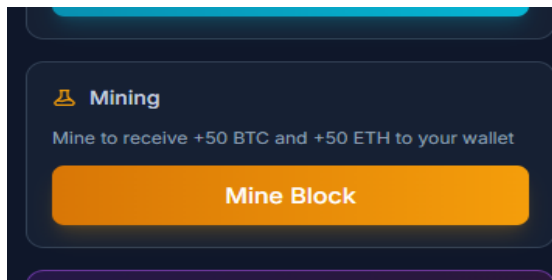 Mining
Mine to receive +50 BTC and +50 ETH to your wallet
Mine Block